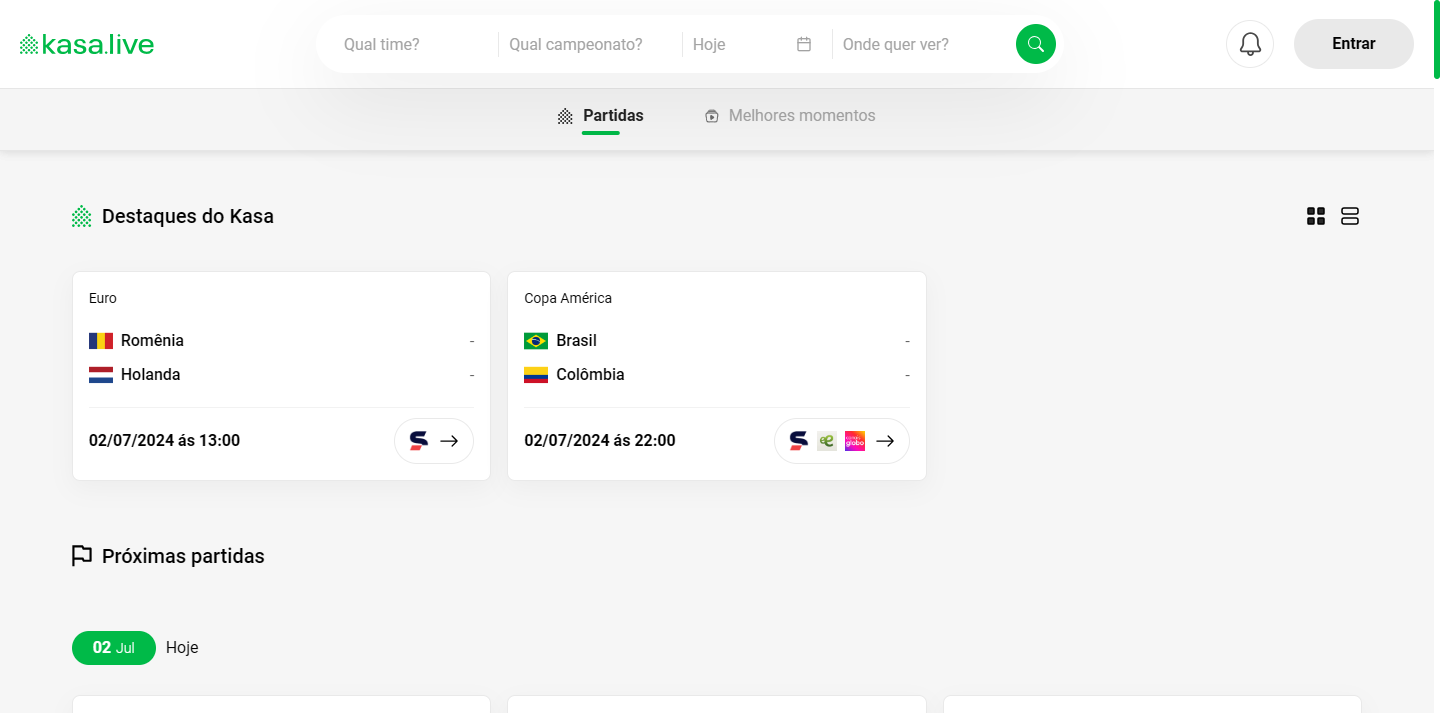 kasa.live
Qual time?
Qual campeonato?
Hoje
Onde quer ver?
Entrar
Partidas
Melhores momentos
Destaques do Kasa
Euro
Romênia -
Holanda -
02/07/2024 ás 13:00
Copa América
Brasil -
Colômbia -
02/07/2024 ás 22:00
globo
Próximas partidas
02 Jul
Hoje